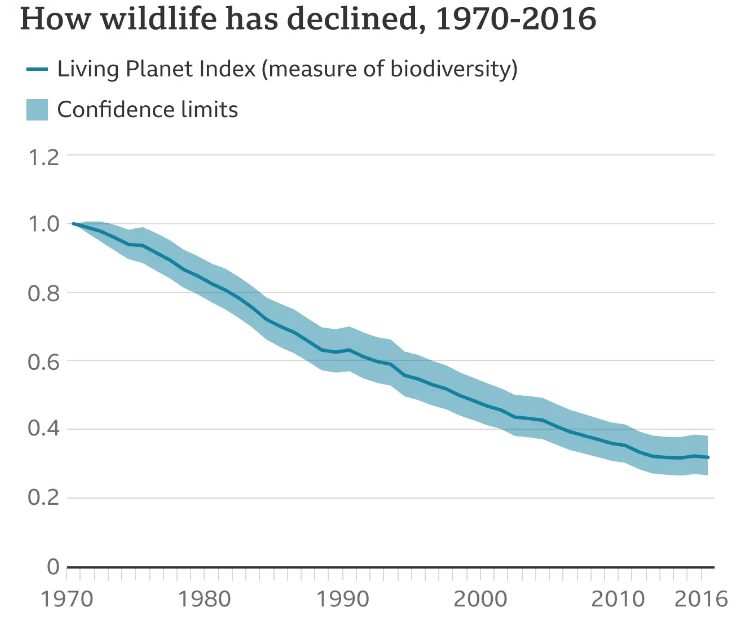 How wildlife has declined, 1970-2016
Living Planet Index (measure of biodiversity)
Confidence limits
1.2
1.0
0.8
0.6
0.4
0.2
0
1970 1980 1990 2000 2010 2016